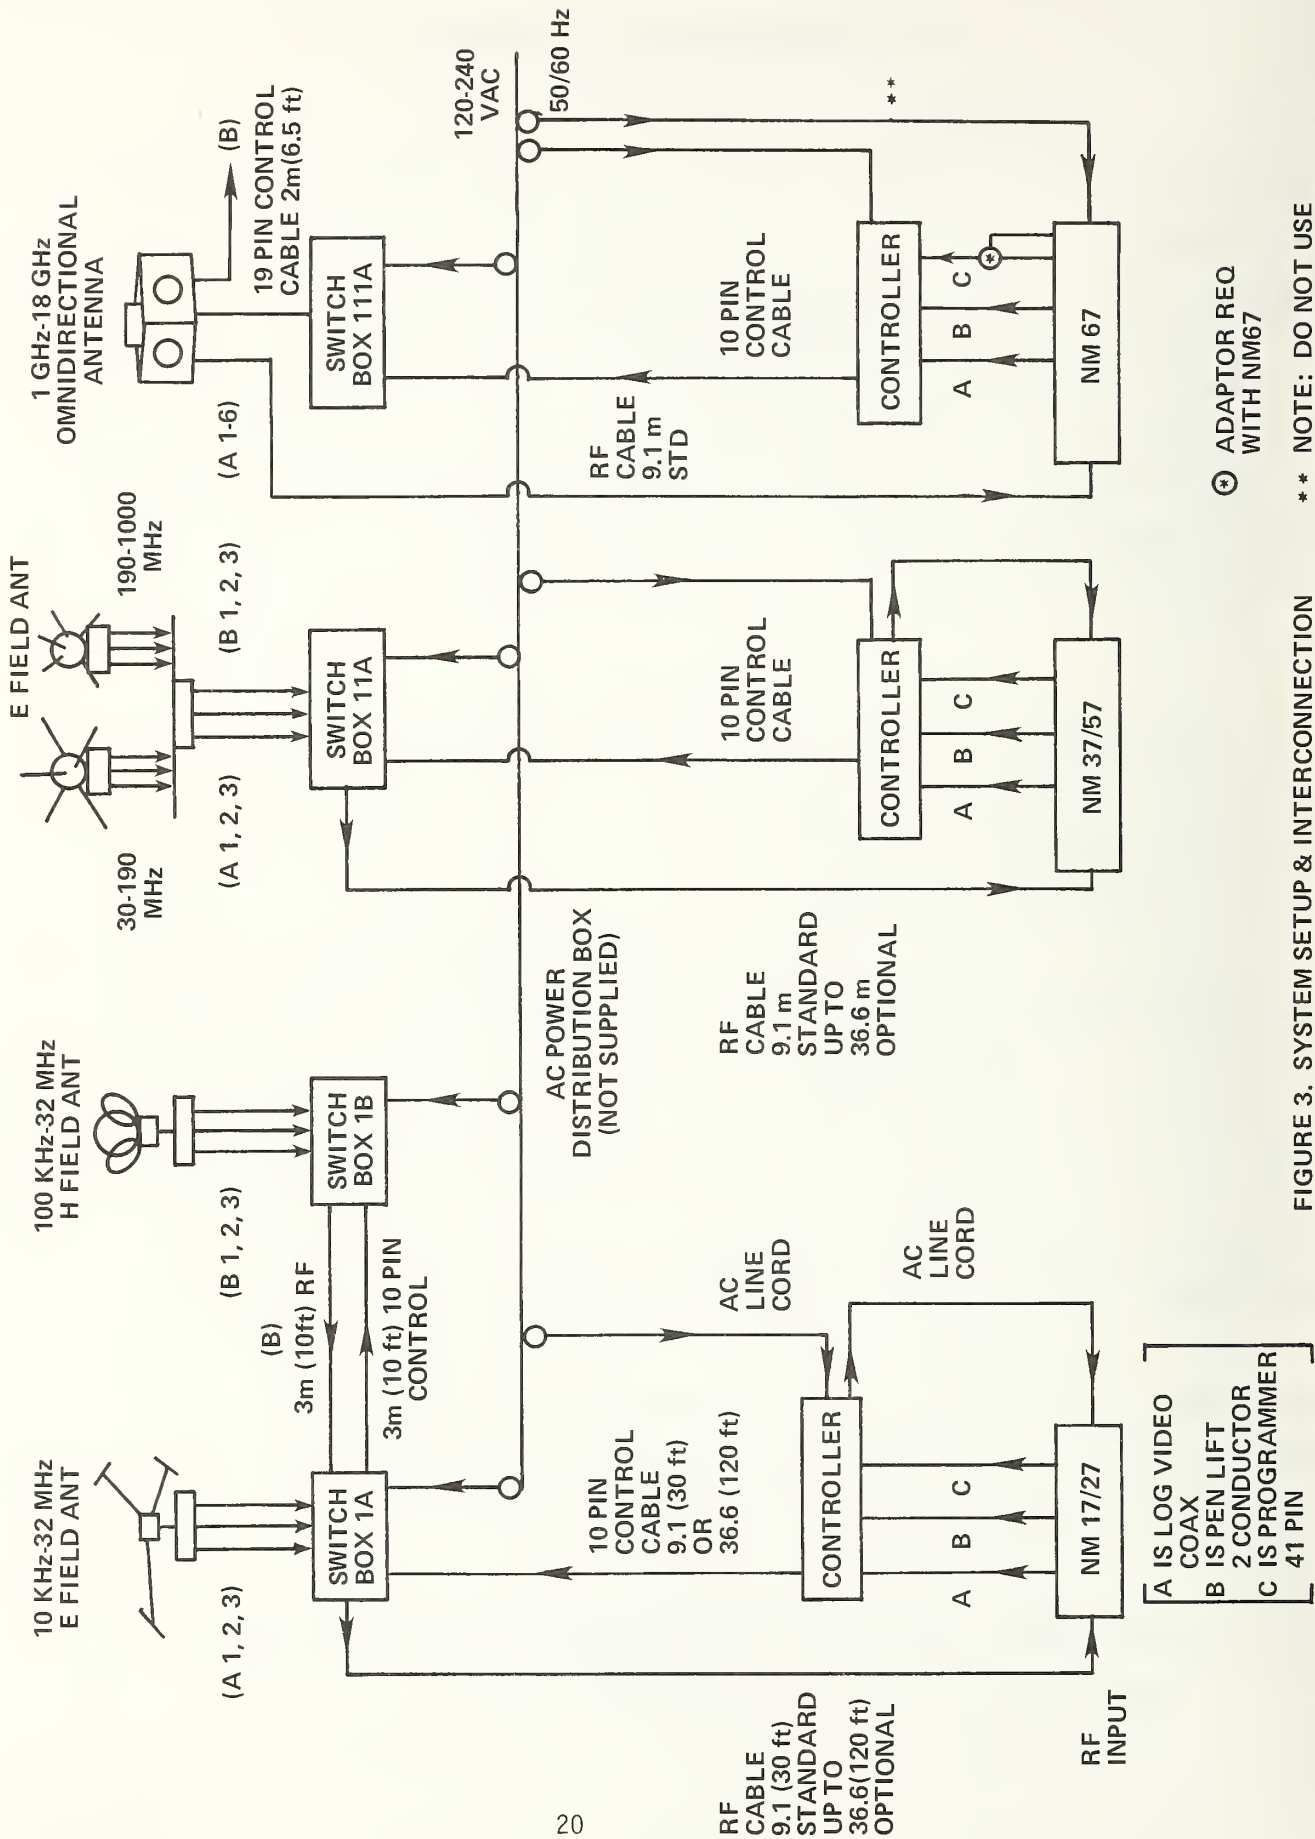 10 KHz-32 MHz
E FIELD ANT
(A 1, 2, 3)
SWITCH
BOX 1A
(B)
3m (10ft) RF
3m (10 ft) 10 PIN
CONTROL
100 KHz-32 MHz
H FIELD ANT
(B 1, 2, 3)
SWITCH
BOX 1B
E FIELD ANT
30-190
MHz
(A 1, 2, 3)
190-1000
MHz
(B 1, 2, 3)
SWITCH
BOX 11A
1 GHz-18 GHz
OMNIDIRECTIONAL
ANTENNA
(A 1-6)
(B)
19 PIN CONTROL
CABLE 2m(6.5 ft)
SWITCH
BOX 111A
120-240
VAC
50/60 Hz
AC POWER
DISTRIBUTION BOX
(NOT SUPPLIED)
RF
CABLE
9.1 (30 ft)
STANDARD
UP TO
36.6(120 ft)
OPTIONAL
10 PIN
CONTROL
CABLE
9.1 (30 ft)
OR
36.6 (120 ft)
AC
LINE
CORD
CONTROLLER
AC
LINE
CORD
A
B
C
NM 17/27
RF
INPUT
RF
CABLE
9.1 m
STANDARD
UP TO
36.6 m
OPTIONAL
10 PIN
CONTROL
CABLE
CONTROLLER
A
B
C
NM 37/57
RF
CABLE
9.1 m
STD
10 PIN
CONTROL
CABLE
CONTROLLER
A
B
C
*
* *
NM 67
A IS LOG VIDEO
COAX
B IS PEN LIFT
2 CONDUCTOR
C IS PROGRAMMER
41 PIN
* ADAPTOR REQ
WITH NM67
* * NOTE: DO NOT USE
FIGURE 3. SYSTEM SETUP & INTERCONNECTION
20